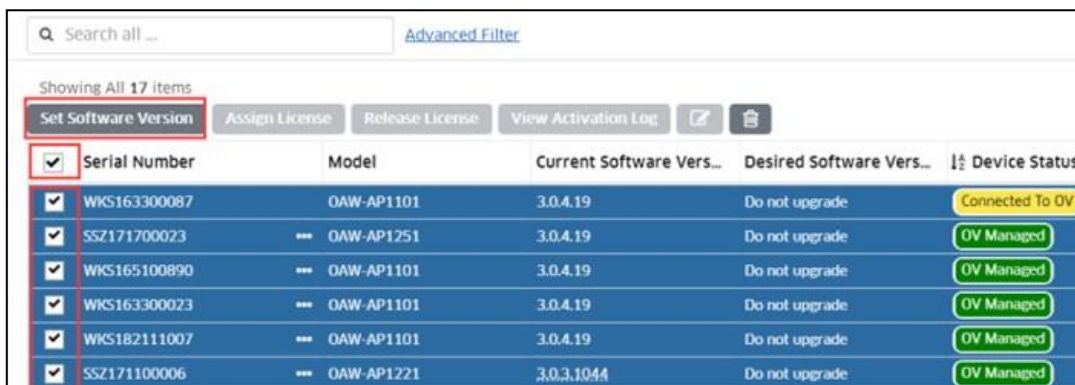 Search all ... Advanced Filter
Showing All 17 items
Set Software Version Assign License Release License View Activation Log
Serial Number Model Current Software Vers... Desired Software Vers... Device Status
WKS163300087 OAW-AP1101 3.0.4.19 Do not upgrade Connected To OV
SSZ171700023 ••• OAW-AP1251 3.0.4.19 Do not upgrade OV Managed
WKS165100890 ••• OAW-AP1101 3.0.4.19 Do not upgrade OV Managed
WKS163300023 ••• OAW-AP1101 3.0.4.19 Do not upgrade OV Managed
WKS182111007 ••• OAW-AP1101 3.0.4.19 Do not upgrade OV Managed
SSZ171100006 ••• OAW-AP1221 3.0.3.1044 Do not upgrade OV Managed